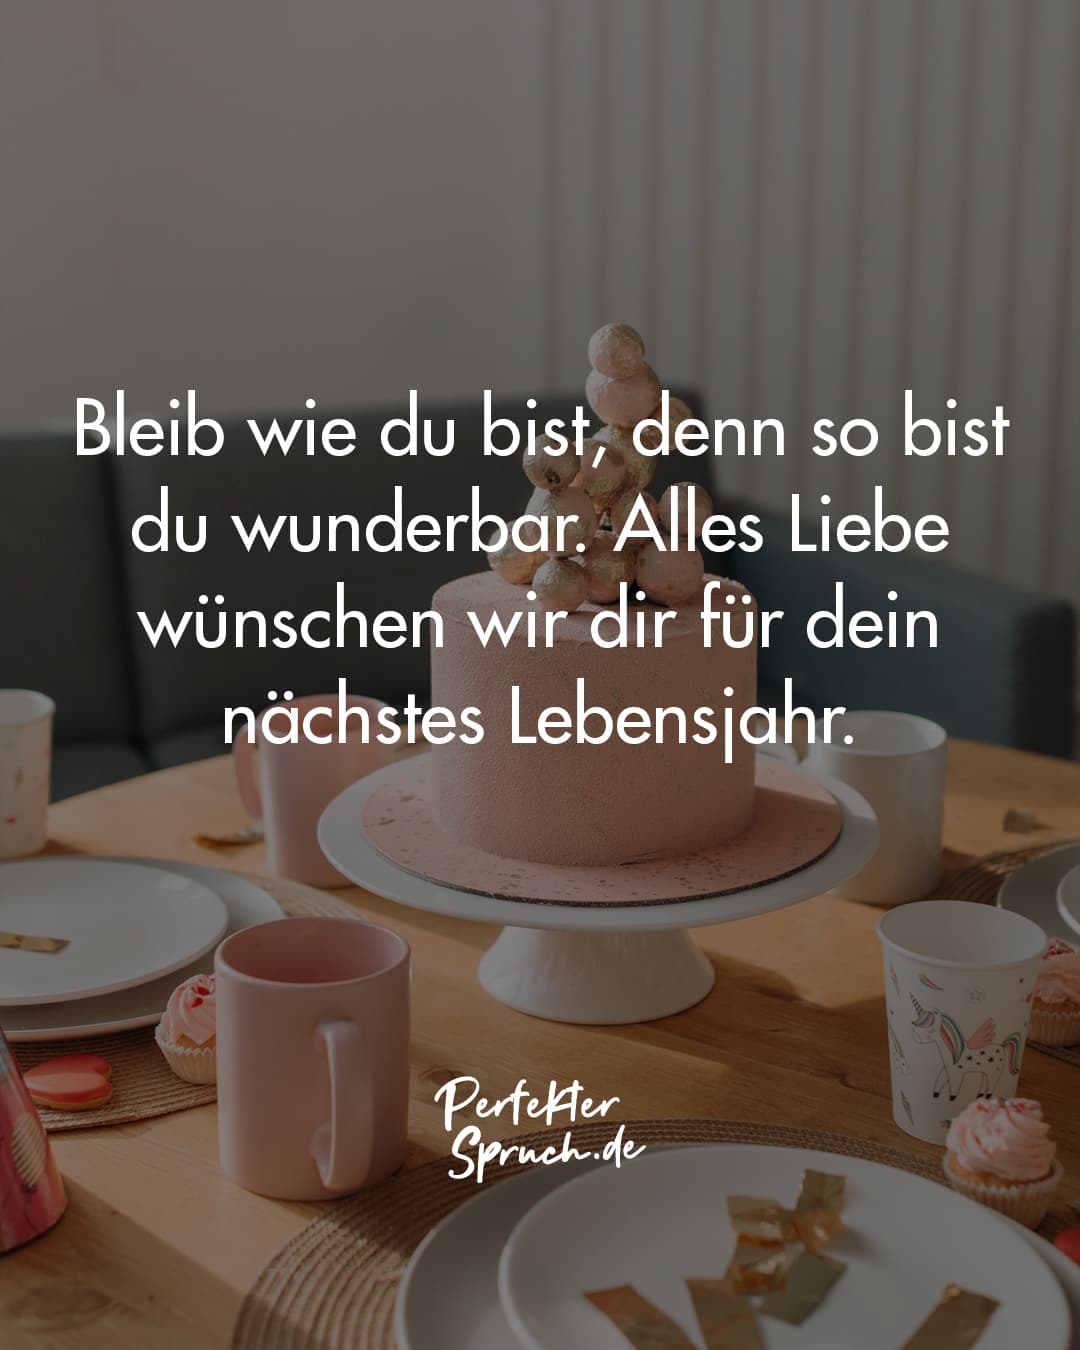 Bleib wie du bist, denn so bist
du wunderbar. Alles Liebe
wünschen wir dir für dein
nächstes Lebensjahr.
Perfekter
Spruch.de